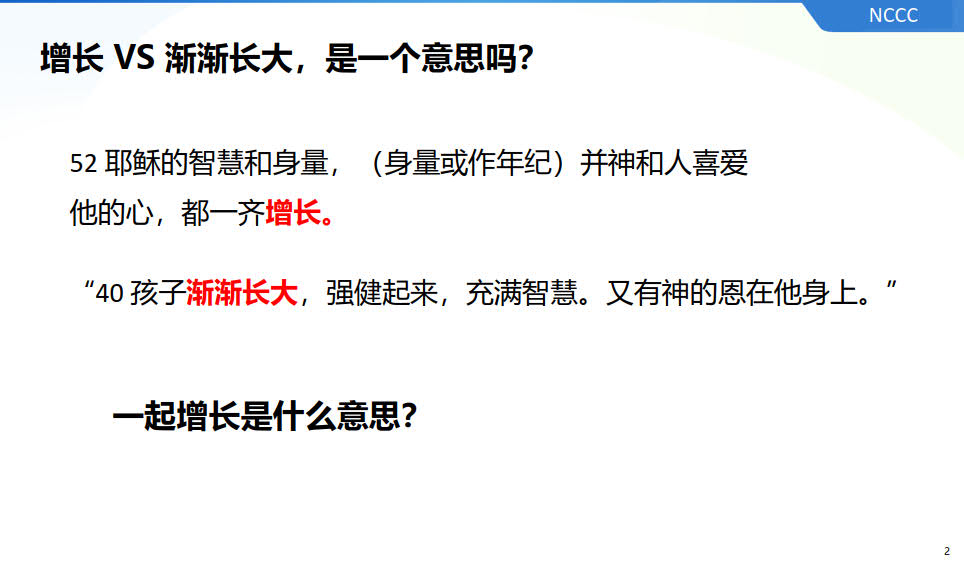 NCCC
增长 VS 渐渐长大，是一个意思吗？
52 耶稣的智慧和身量，（身量或作年纪）并神和人喜爱
他的心，都一齐增长。
“40 孩子渐渐长大，强健起来，充满智慧。又有神的恩在他身上。”
一起增长是什么意思？
2